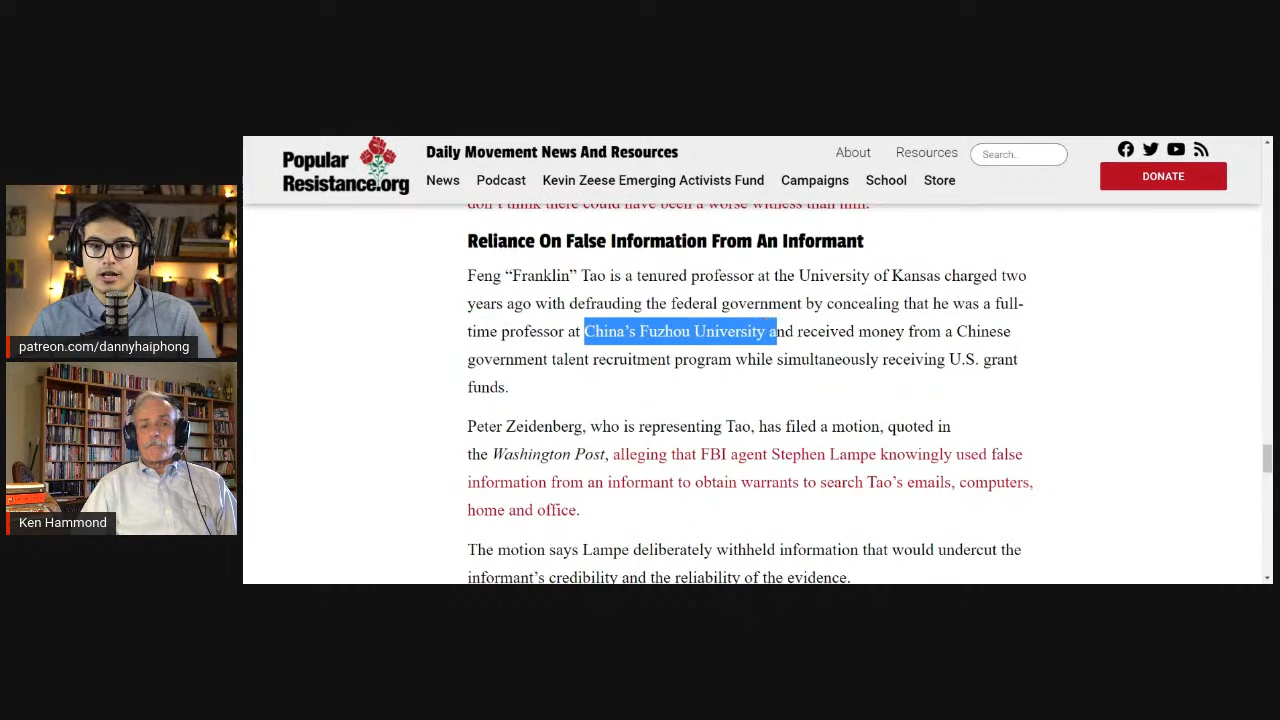 Popular
Resistance.org
Daily Movement News And Resources
About
Resources
Search..
News
Podcast
Kevin Zeese Emerging Activists Fund
Campaigns
School
Store
DONATE
don't think there could have been a worse witness than him.
Reliance On False Information From An Informant
Feng “Franklin” Tao is a tenured professor at the University of Kansas charged two
years ago with defrauding the federal government by concealing that he was a full-
time professor at China’s Fuzhou University and received money from a Chinese
government talent recruitment program while simultaneously receiving U.S. grant
funds.
Peter Zeidenberg, who is representing Tao, has filed a motion, quoted in
the Washington Post, alleging that FBI agent Stephen Lampe knowingly used false
information from an informant to obtain warrants to search Tao’s emails, computers,
home and office.
The motion says Lampe deliberately withheld information that would undercut the
informant’s credibility and the reliability of the evidence.
patreon.com/dannyhaiphong
Ken Hammond